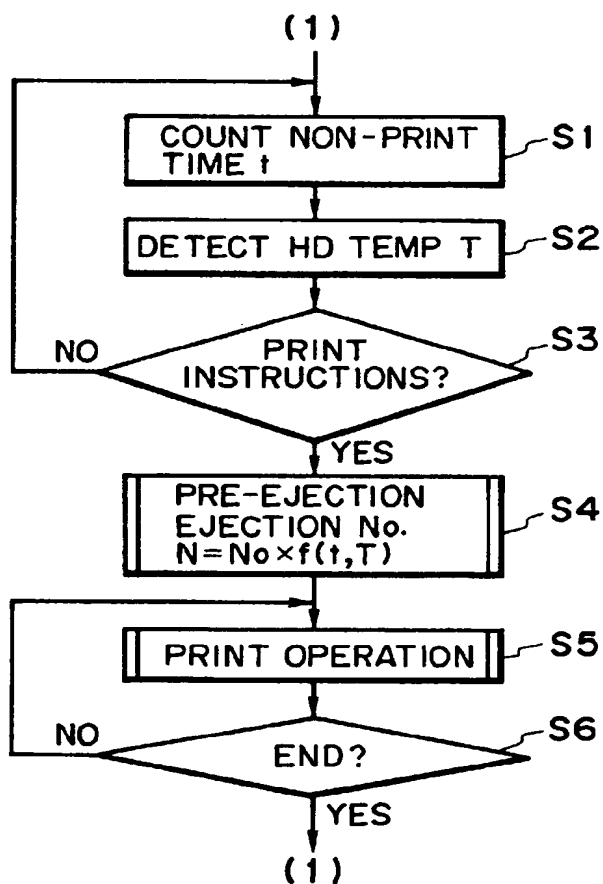 (1)
COUNT NON-PRINT
TIME t
S1
DETECT HD TEMP T
S2
PRINT
INSTRUCTIONS?
S3
NO
YES
PRE-EJECTION
EJECTION No.
N=No×f(t,T)
S4
PRINT OPERATION
S5
END?
S6
NO
YES
(1)